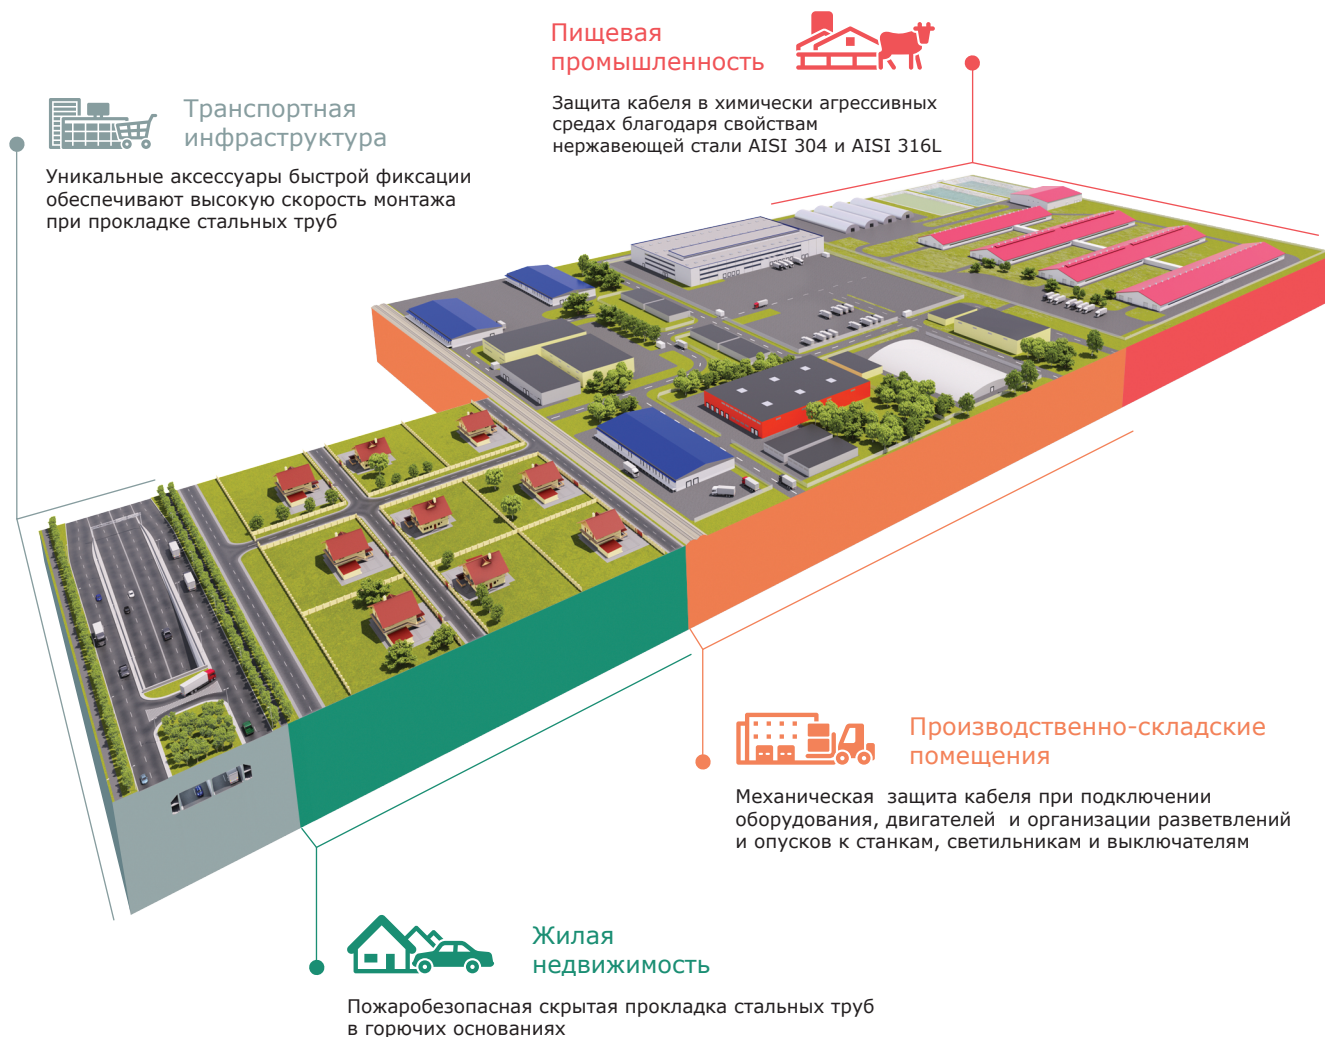 Пищевая
промышленность
Защита кабеля в химически агрессивных
средах благодаря свойствам
нержавеющей стали AISI 304 и AISI 316L
Транспортная
инфраструктура
Уникальные аксессуары быстрой фиксации
обеспечивают высокую скорость монтажа
при прокладке стальных труб
Производственно-складские
помещения
Механическая  защита кабеля при подключении
оборудования, двигателей  и организации разветвлений
и опусков к станкам, светильникам и выключателям
Жилая
недвижимость
Пожаробезопасная скрытая прокладка стальных труб
в горючих основаниях